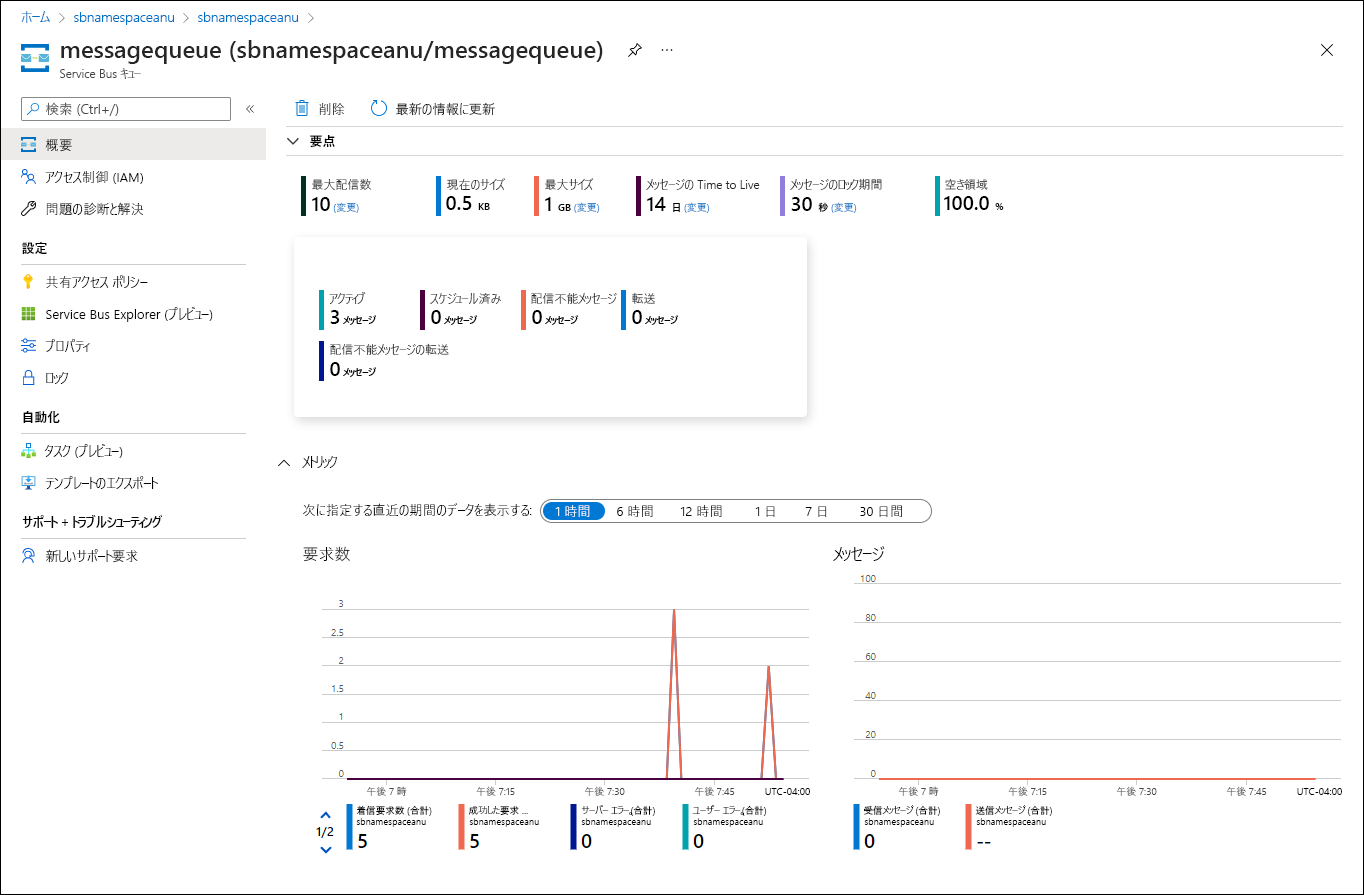 ホーム > sbnamespaceanu > sbnamespaceanu >
messagequeue (sbnamespaceanu/messagequeue) ...
Service Bus キュー
検索 (Ctrl+/) «
概要
アクセス制御 (IAM)
問題の診断と解決
設定
共有アクセス ポリシー
Service Bus Explorer (プレビュー)
プロパティ
ロック
自動化
タスク (プレビュー)
テンプレートのエクスポート
サポート + トラブルシューティング
新しいサポート要求
削除 最新の情報に更新
要点
最大配信数
10 (変更)
現在のサイズ
0.5 KB
最大サイズ
1 GB (変更)
メッセージの Time to Live
14 日 (変更)
メッセージのロック期間
30 秒 (変更)
空き領域
100.0 %
アクティブ
3 メッセージ
スケジュール済み
0 メッセージ
配信不能メッセージ
0 メッセージ
転送
0 メッセージ
配信不能メッセージの転送
0 メッセージ
メトリック
次に指定する直近の期間のデータを表示する: 1 時間 6 時間 12 時間 1 日 7 日 30 日間
要求数
3
2.5
2
1.5
1
0.5
0
午後 7 時 午後 7:15 午後 7:30 午後 7:45 UTC-04:00
1/2
着信要求数 (合計)
sbnamespaceanu
5
成功した要求 ...
sbnamespaceanu
5
サーバー エラー。(合計)
sbnamespaceanu
0
ユーザー エラー。(合計)
sbnamespaceanu
0
メッセージ
100
80
60
40
20
0
午後 7 時 午後 7:15 午後 7:30 午後 7:45 UTC-04:00
受信メッセージ (合計)
sbnamespaceanu
0
送信メッセージ (合計)
sbnamespaceanu
--